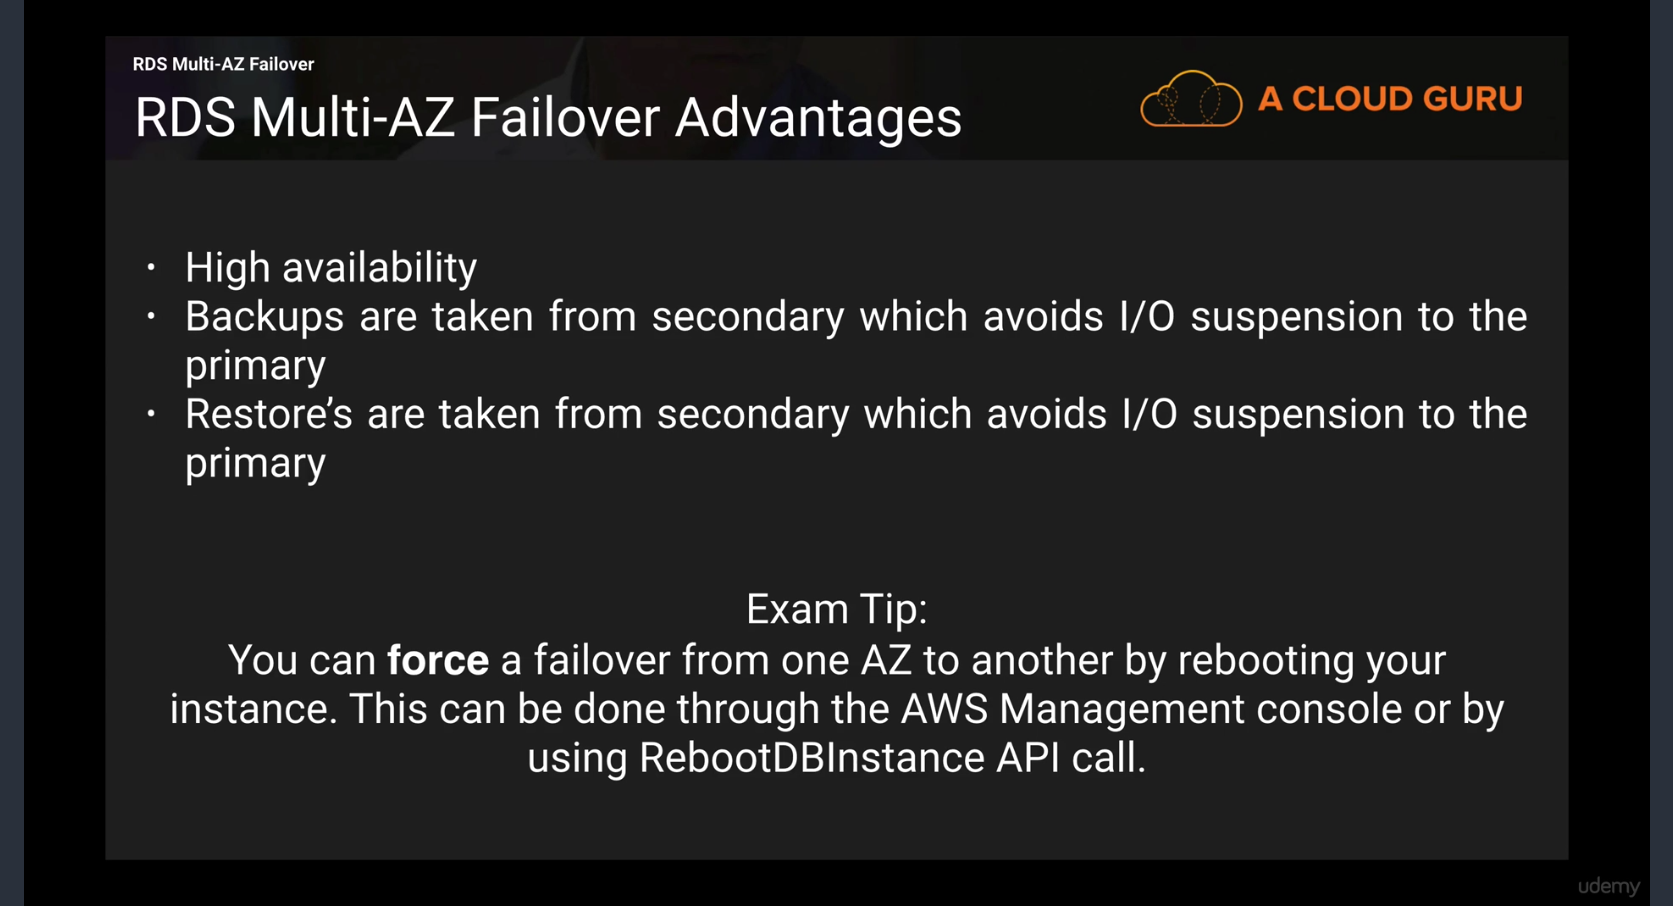 RDS Multi-AZ Failover
RDS Multi-AZ Failover Advantages
A CLOUD GURU
· High availability
· Backups are taken from secondary which avoids I/O suspension to the
primary
· Restore’s are taken from secondary which avoids I/O suspension to the
primary
Exam Tip:
You can force a failover from one AZ to another by rebooting your
instance. This can be done through the AWS Management console or by
using RebootDBInstance API call.
udemy